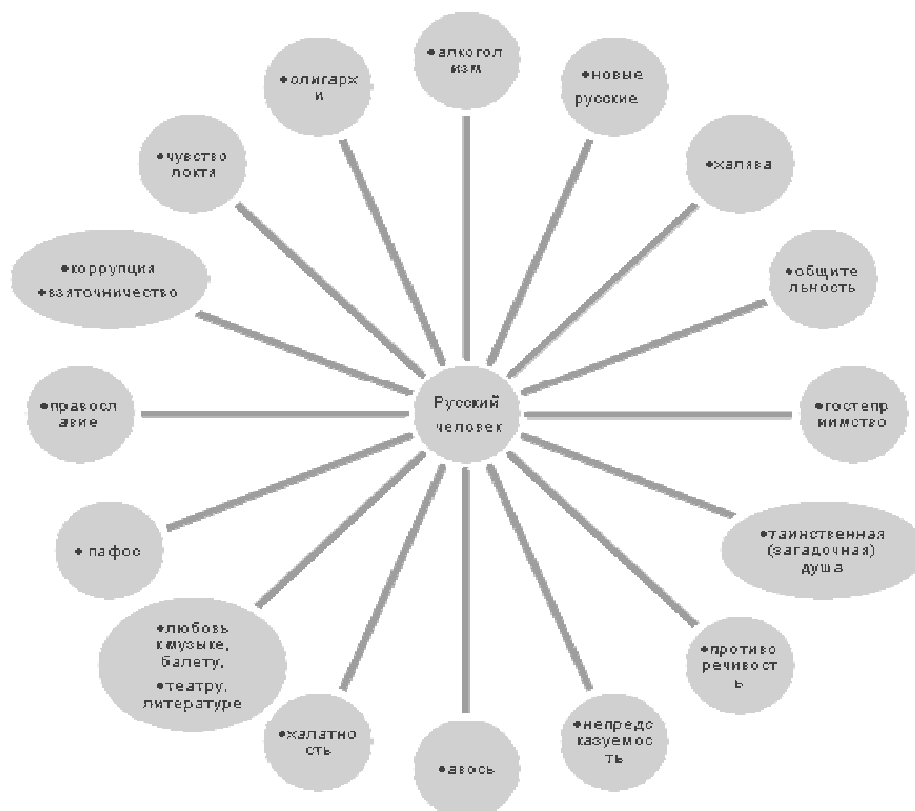 •алкогол
изм
•новые
русские
•халява
•общите
льность
•гостепр
иимство
•таинственная
(загадочная)
душа
•противо
речивост
ь
•непредс
казуемос
ть
•авось
•халатно
сть
•любовь
к музыке,
балету,
•театру,
литературе
• пафос
•правосл
авие
•коррупция
•взяточничество
•чувство
локтя
•олигарх
и
Русский
человек